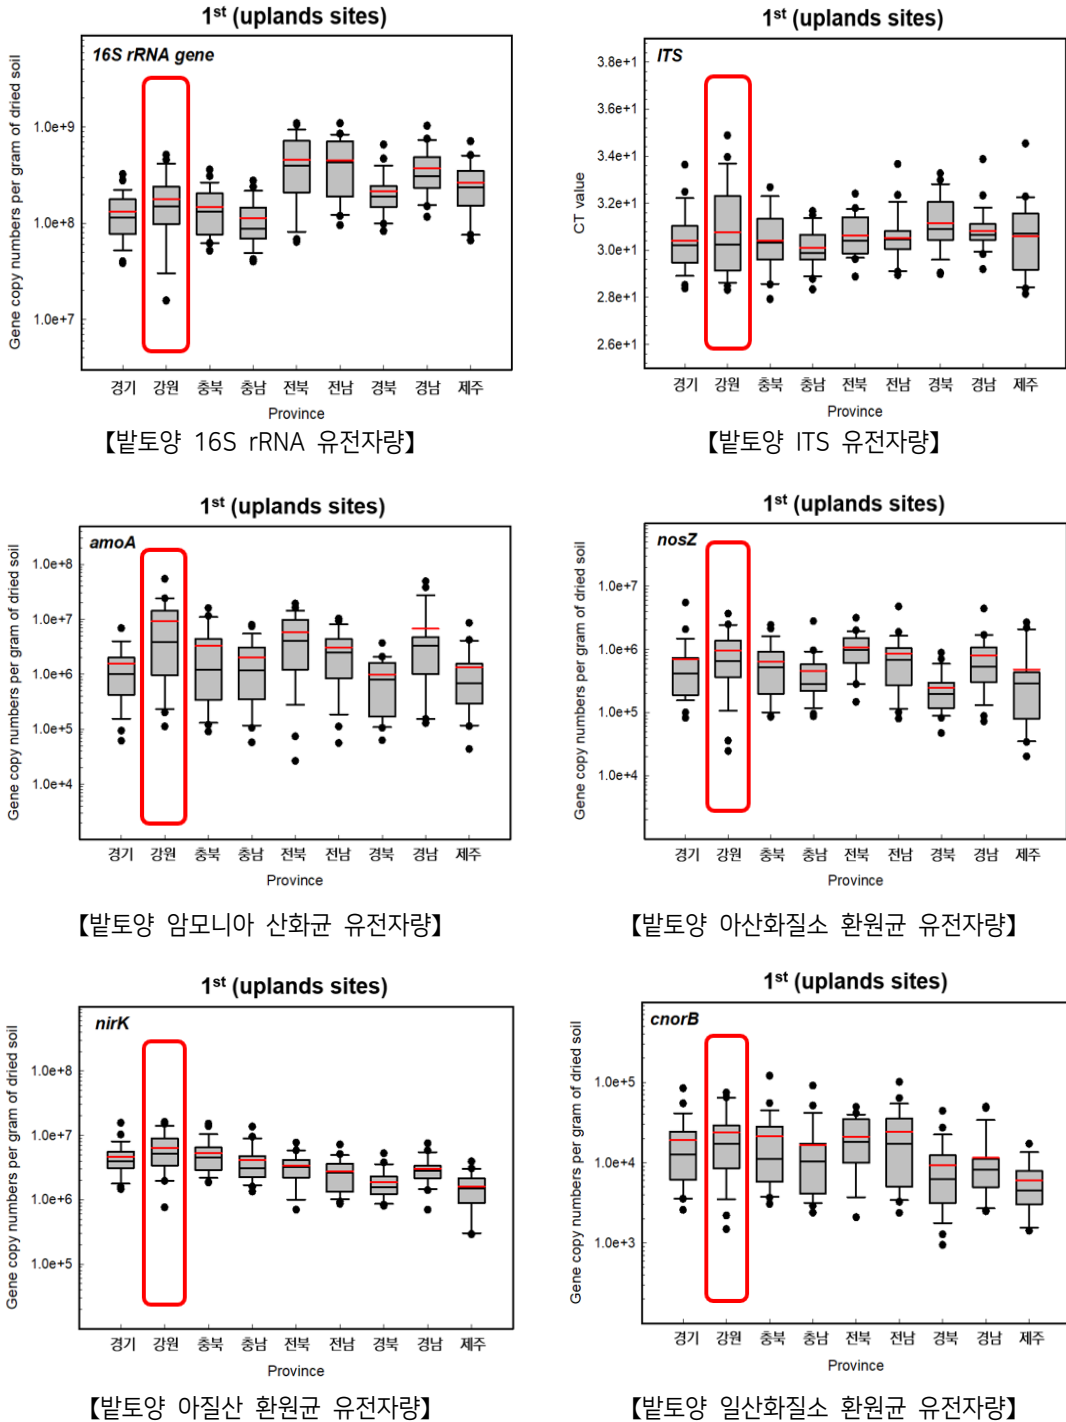 1st (uplands sites)
16S rRNA gene
Gene copy numbers per gram of dried soil
1.0e+9
1.0e+8
1.0e+7
경기 강원 충북 충남 전북 전남 경북 경남 제주
Province
【밭토양 16S rRNA 유전자량】
1st (uplands sites)
ITS
CT value
3.8e+1
3.6e+1
3.4e+1
3.2e+1
3.0e+1
2.8e+1
2.6e+1
경기 강원 충북 충남 전북 전남 경북 경남 제주
Province
【밭토양 ITS 유전자량】
1st (uplands sites)
amoA
Gene copy numbers per gram of dried soil
1.0e+8
1.0e+7
1.0e+6
1.0e+5
1.0e+4
경기 강원 충북 충남 전북 전남 경북 경남 제주
Province
【밭토양 암모니아 산화균 유전자량】
1st (uplands sites)
nosZ
Gene copy numbers per gram of dried soil
1.0e+7
1.0e+6
1.0e+5
1.0e+4
경기 강원 충북 충남 전북 전남 경북 경남 제주
Province
【밭토양 아산화질소 환원균 유전자량】
1st (uplands sites)
nirK
Gene copy numbers per gram of dried soil
1.0e+8
1.0e+7
1.0e+6
1.0e+5
경기 강원 충북 충남 전북 전남 경북 경남 제주
Province
【밭토양 아질산 환원균 유전자량】
1st (uplands sites)
cnorB
Gene copy numbers per gram of dried soil
1.0e+5
1.0e+4
1.0e+3
경기 강원 충북 충남 전북 전남 경북 경남 제주
Province
【밭토양 일산화질소 환원균 유전자량】